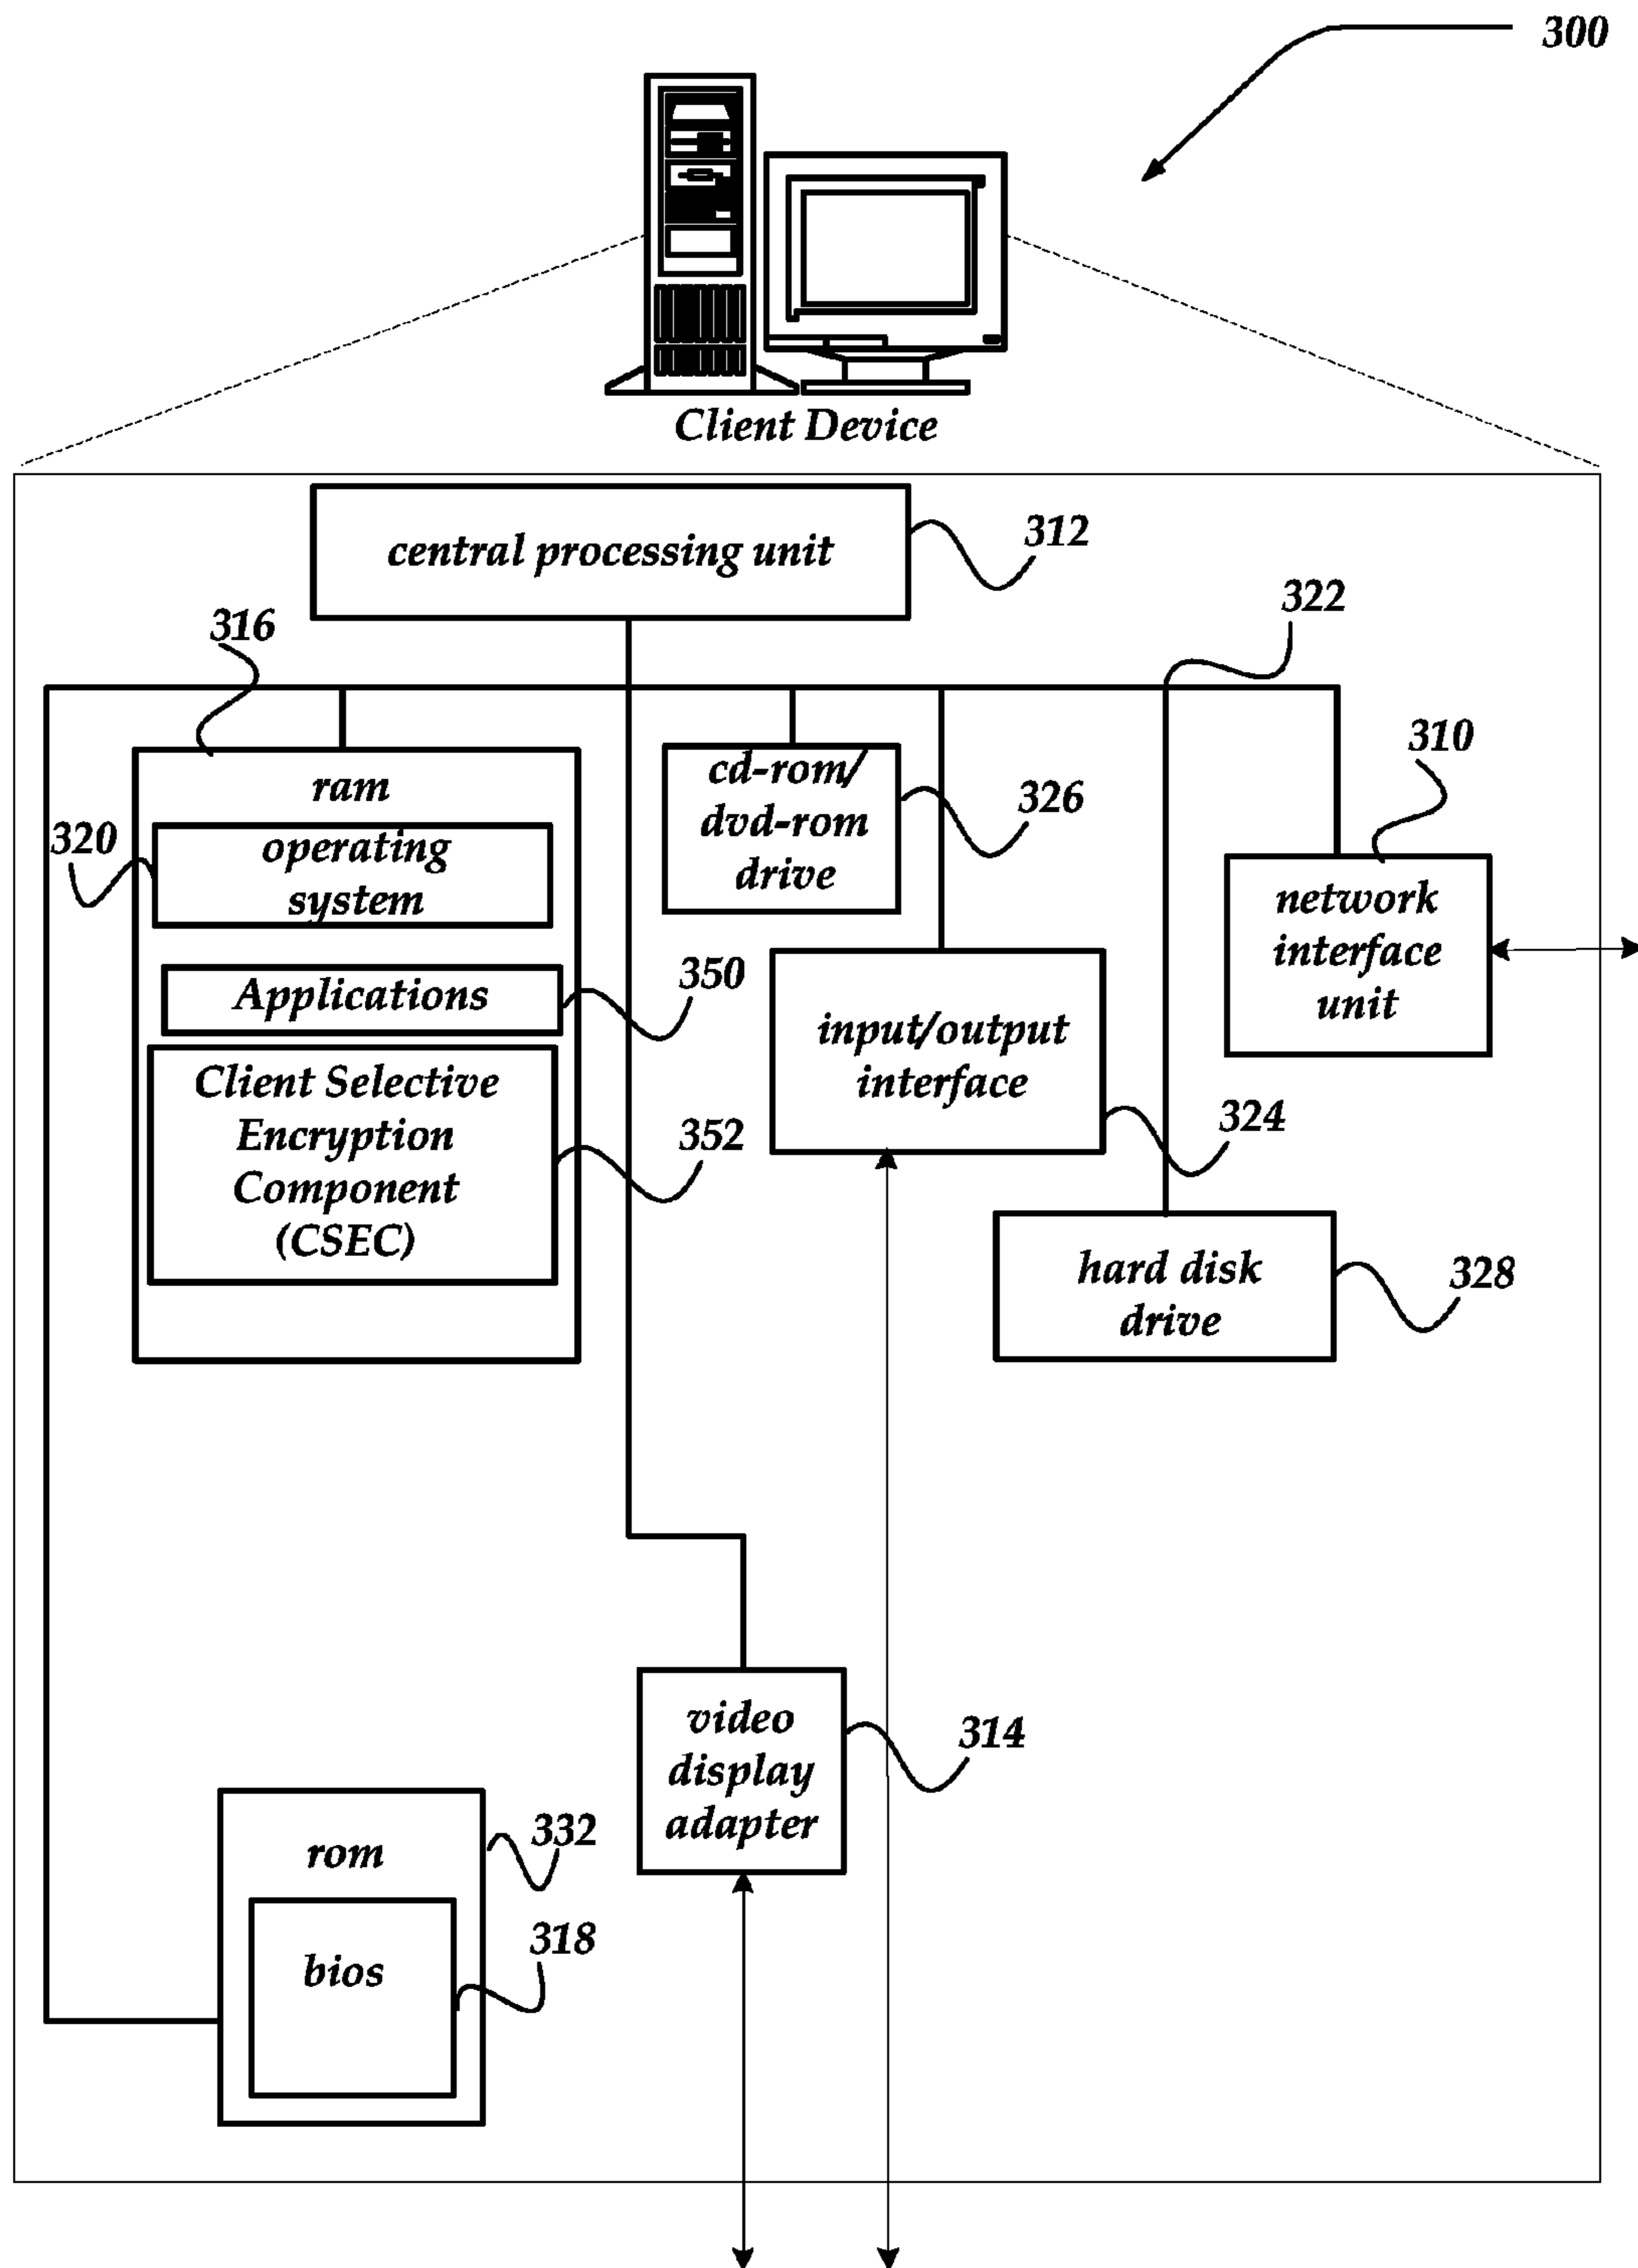 300
Client Device
central processing unit
312
322
316
310
ram
cd-rom/
dvd-rom
drive
326
320
operating
system
network
interface
unit
Applications
350
input/output
interface
324
Client Selective
Encryption
Component
(CSEC)
352
hard disk
drive
328
video
display
adapter
314
rom
332
bios
318